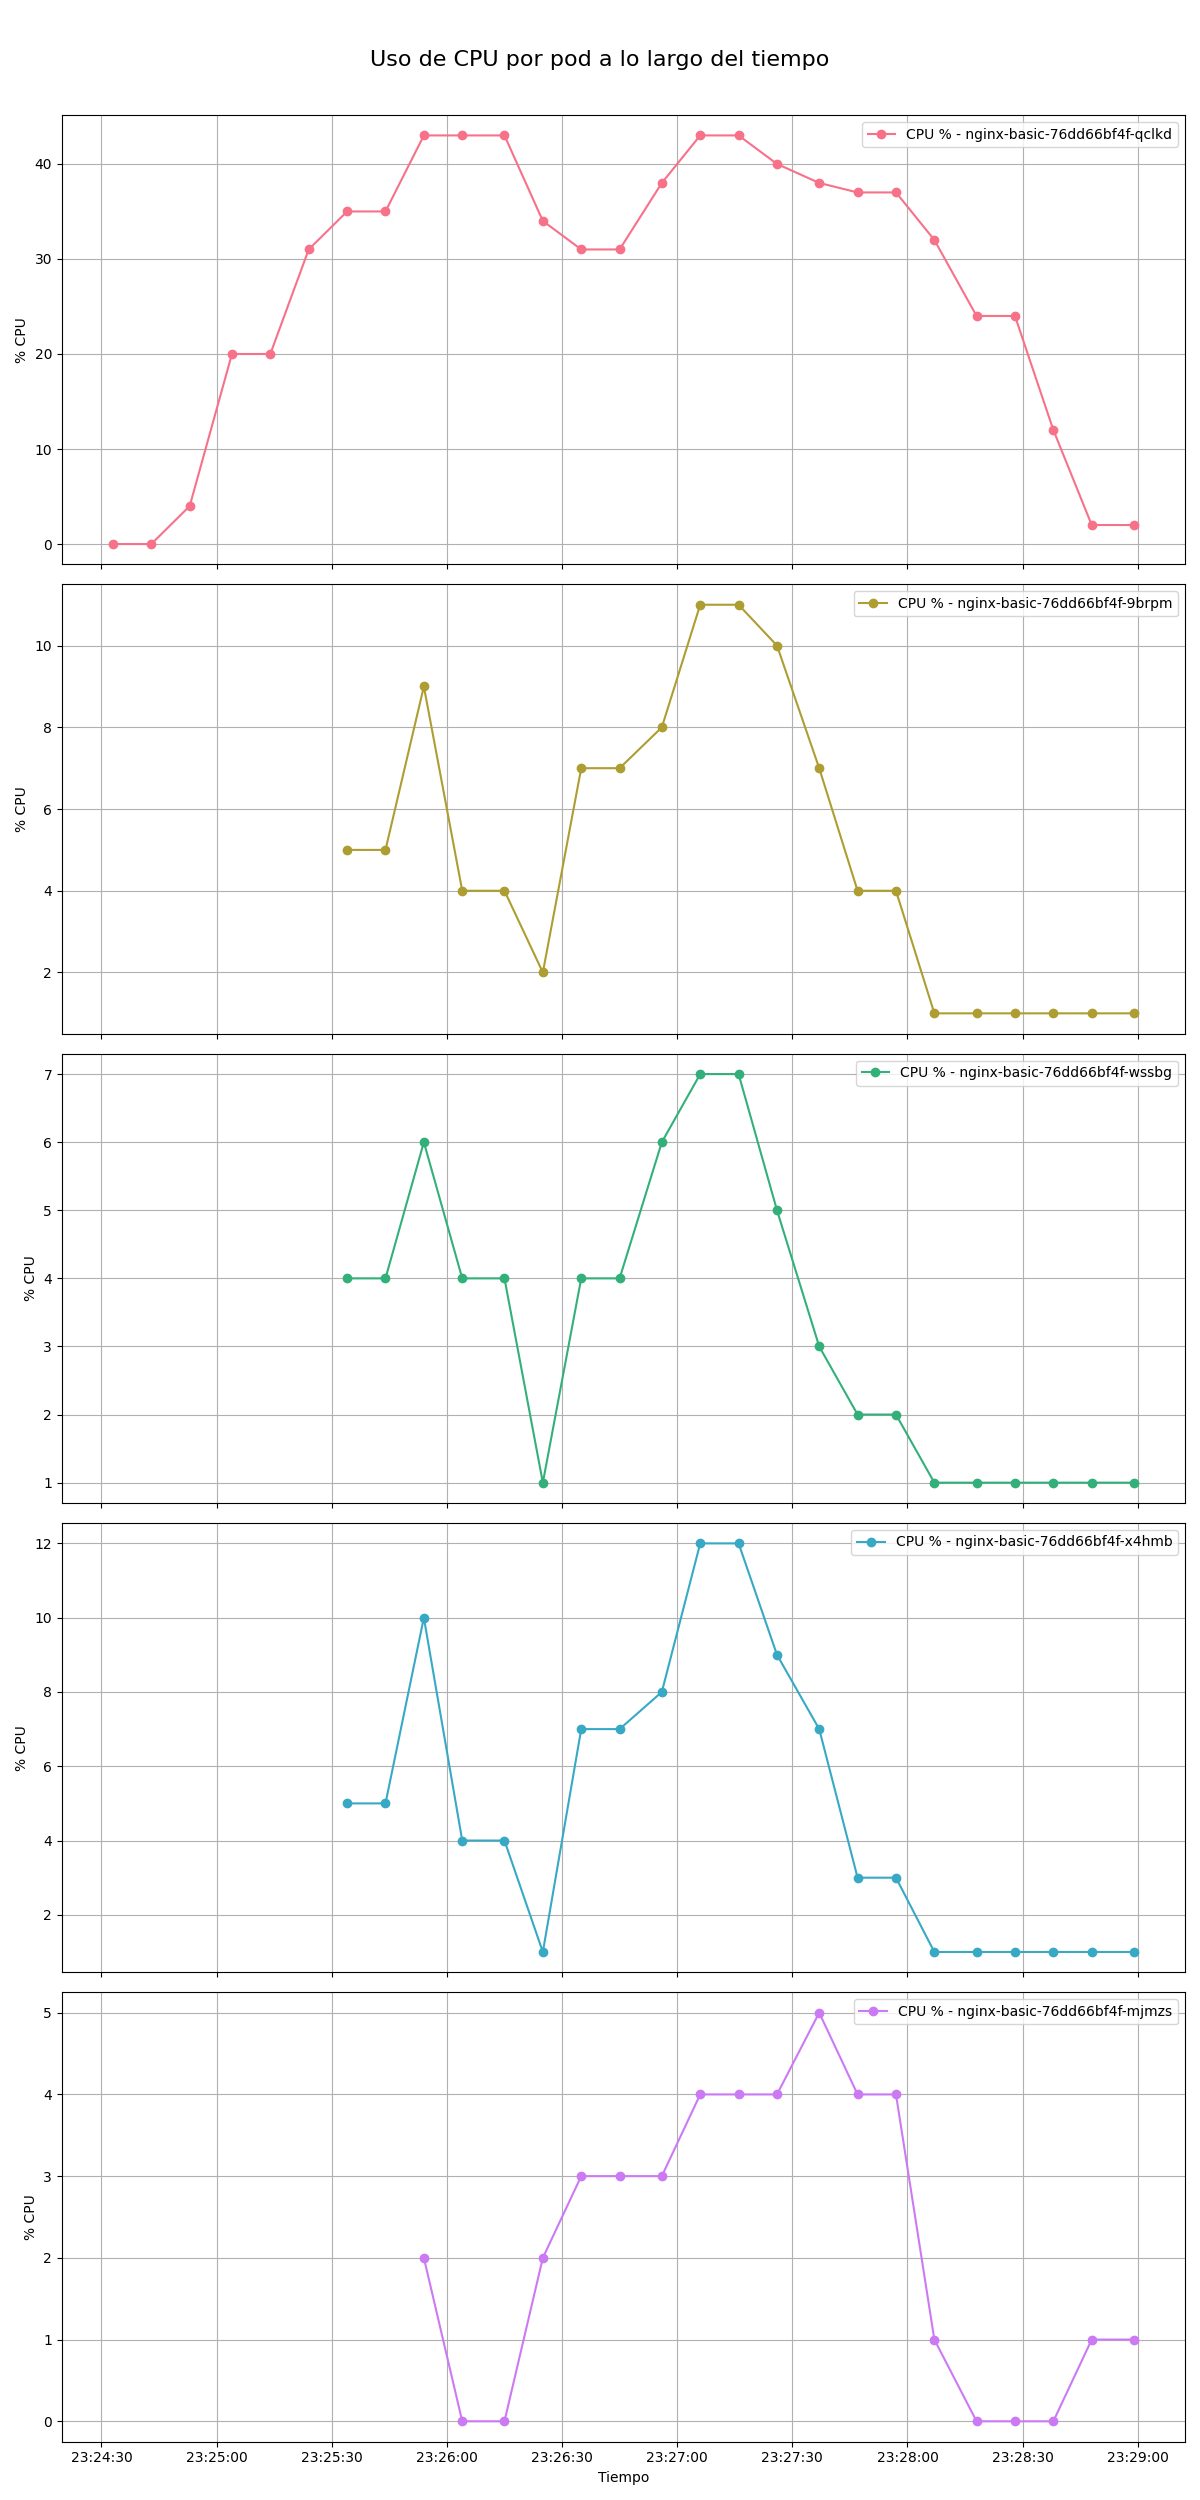 Uso de CPU por pod a lo largo del tiempo
CPU % - nginx-basic-76dd66bf4f-qclkd
40
30
20
10
0
% CPU
CPU % - nginx-basic-76dd66bf4f-9brpm
10
8
6
4
2
% CPU
CPU % - nginx-basic-76dd66bf4f-wssbg
7
6
5
4
3
2
1
% CPU
CPU % - nginx-basic-76dd66bf4f-x4hmb
12
10
8
6
4
2
% CPU
CPU % - nginx-basic-76dd66bf4f-mjmzs
5
4
3
2
1
0
% CPU
23:24:30 23:25:00 23:25:30 23:26:00 23:26:30 23:27:00 23:27:30 23:28:00 23:28:30 23:29:00
Tiempo